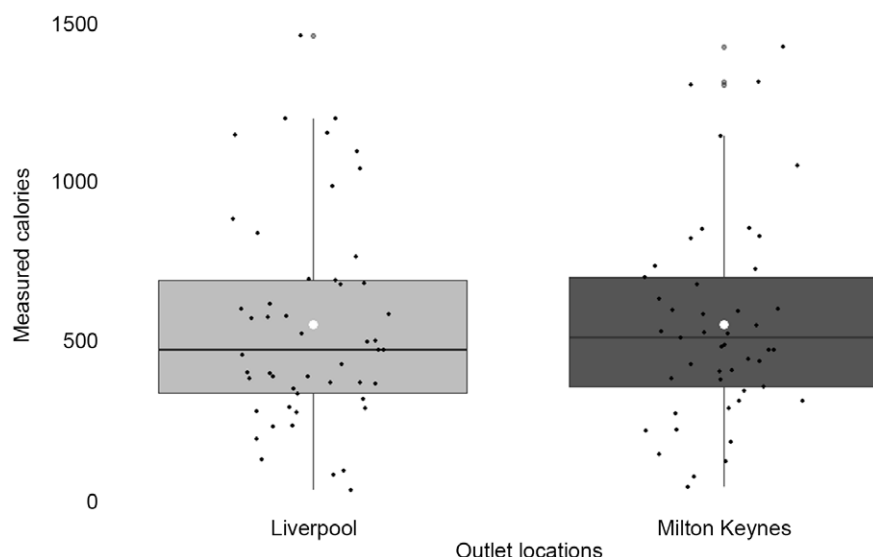 1500
1000
500
0
Measured calories
Liverpool
Milton Keynes
Outlet locations